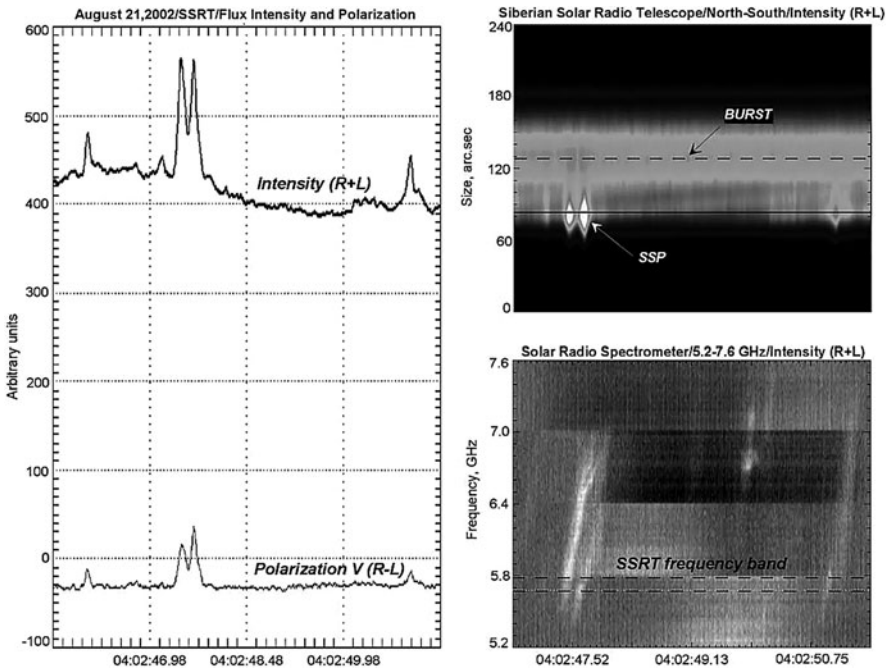 August 21,2002/SSRT/Flux Intensity and Polarization
600
500
400
300
200
100
0
-100
Arbitrary units
Intensity (R+L)
Polarization V (R-L)
04:02:46.98 04:02:48.48 04:02:49.98
Siberian Solar Radio Telescope/North-South/Intensity (R+L)
240
180
120
60
0
Size, arc.sec
BURST
SSP
Solar Radio Spectrometer/5.2-7.6 GHz/Intensity (R+L)
7.6
7.0
6.4
5.8
5.2
Frequency, GHz
SSRT frequency band
04:02:47.52 04:02:49.13 04:02:50.75